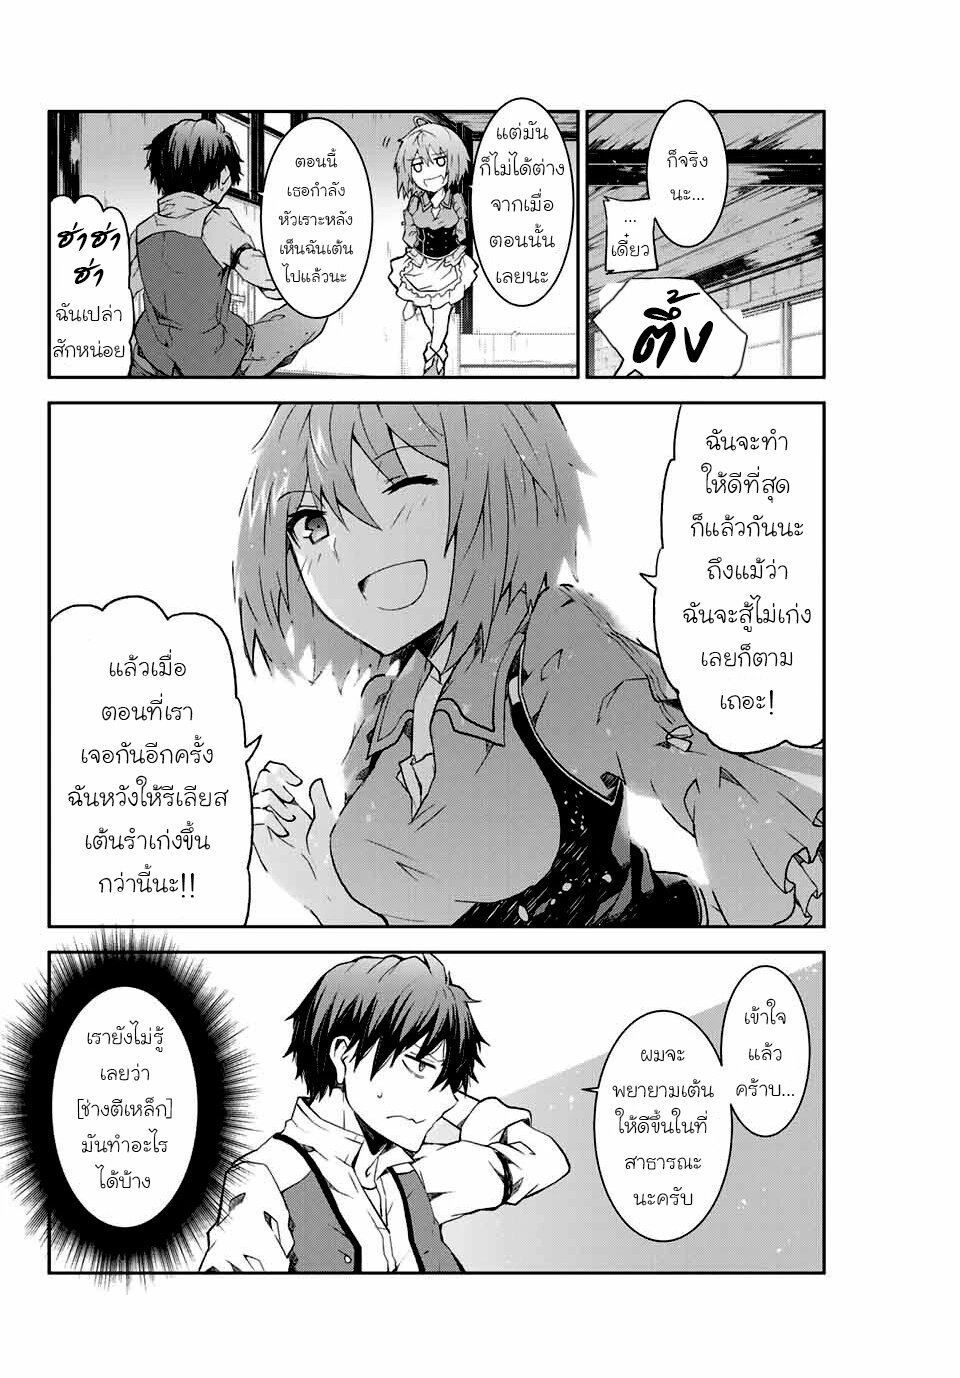 ก็จริง
นะ...
...
เดี๋ยว
ตึ้ง
แต่มัน
ก็ไม่ได้ต่าง
จากเมื่อ
ตอนนั้น
เลยนะ
ตอนนี้
เธอกำลัง
หัวเราะหลัง
เห็นฉันเต้น
ไปแล้วนะ
ฮ่าฮ่า
ฮ่า
ฉันเปล่า
สักหน่อย
ฉันจะทำ
ให้ดีที่สุด
ก็แล้วกันนะ
ถึงแม้ว่า
ฉันจะสู้ไม่เก่ง
เลยก็ตาม
เถอะ!
แล้วเมื่อ
ตอนที่เรา
เจอกันอีกครั้ง
ฉันหวังให้รีเลียส
เต้นรำเก่งขึ้น
กว่านี้นะ!!
เข้าใจ
แล้ว
คร้าบ...
ผมจะ
พยายามเต้น
ให้ดีขึ้นในที่
สาธารณะ
นะครับ
เรายังไม่รู้
เลยว่า
[ช่างตีเหล็ก]
มันทำอะไร
ได้บ้าง